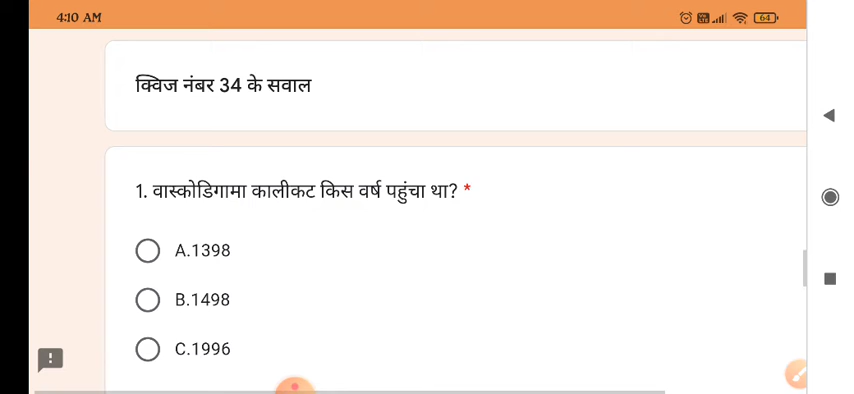 4:10 AM
64
क्विज नंबर 34 के सवाल
1. वास्कोडिगामा कालीकट किस वर्ष पहुंचा था? *
A.1398
B.1498
C.1996